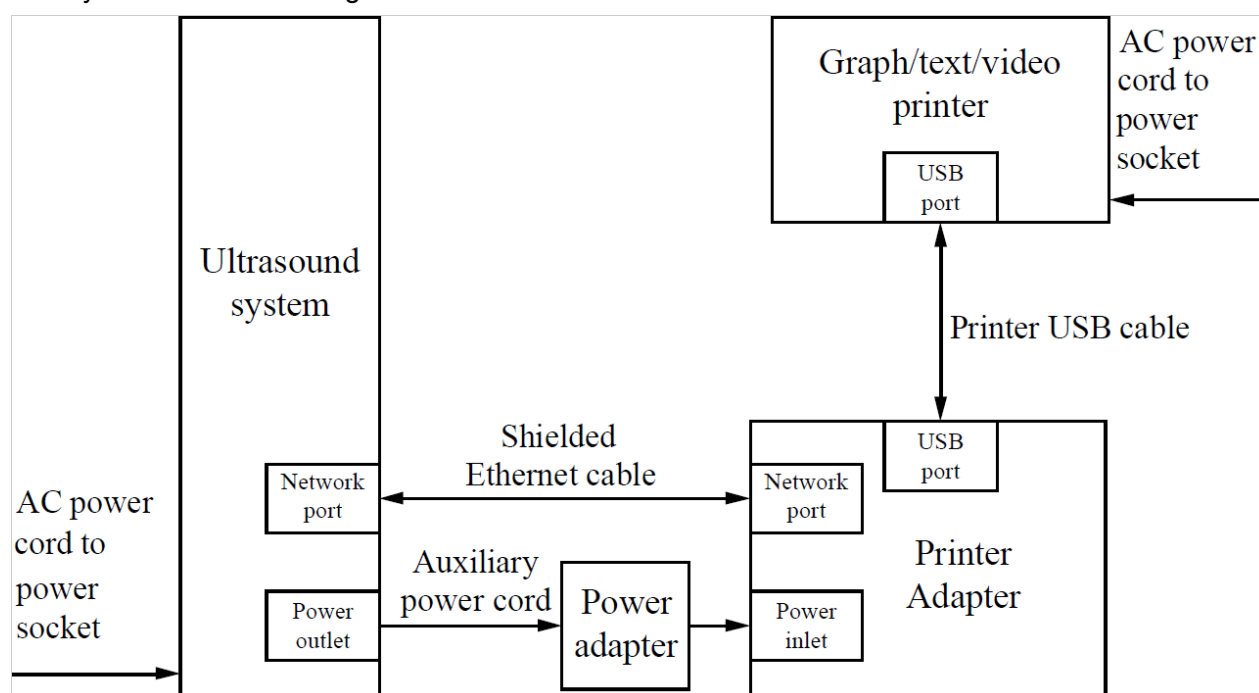 Graph/text/video
printer
AC power
cord to
power
socket
USB
port
Ultrasound
system
Printer USB cable
Shielded
Ethernet cable
USB
port
Network
port
Network
port
AC power
cord to
power
socket
Auxiliary
power cord
Printer
Adapter
Power
outlet
Power
adapter
Power
inlet